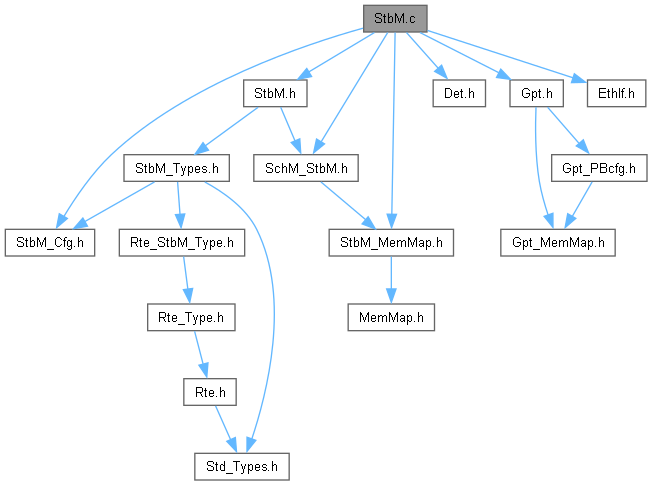 StbM.c
StbM.h
Det.h
Gpt.h
EthIf.h
StbM_Types.h
SchM_StbM.h
Gpt_PBcfg.h
StbM_Cfg.h
Rte_StbM_Type.h
StbM_MemMap.h
Gpt_MemMap.h
Rte_Type.h
MemMap.h
Rte.h
Std_Types.h